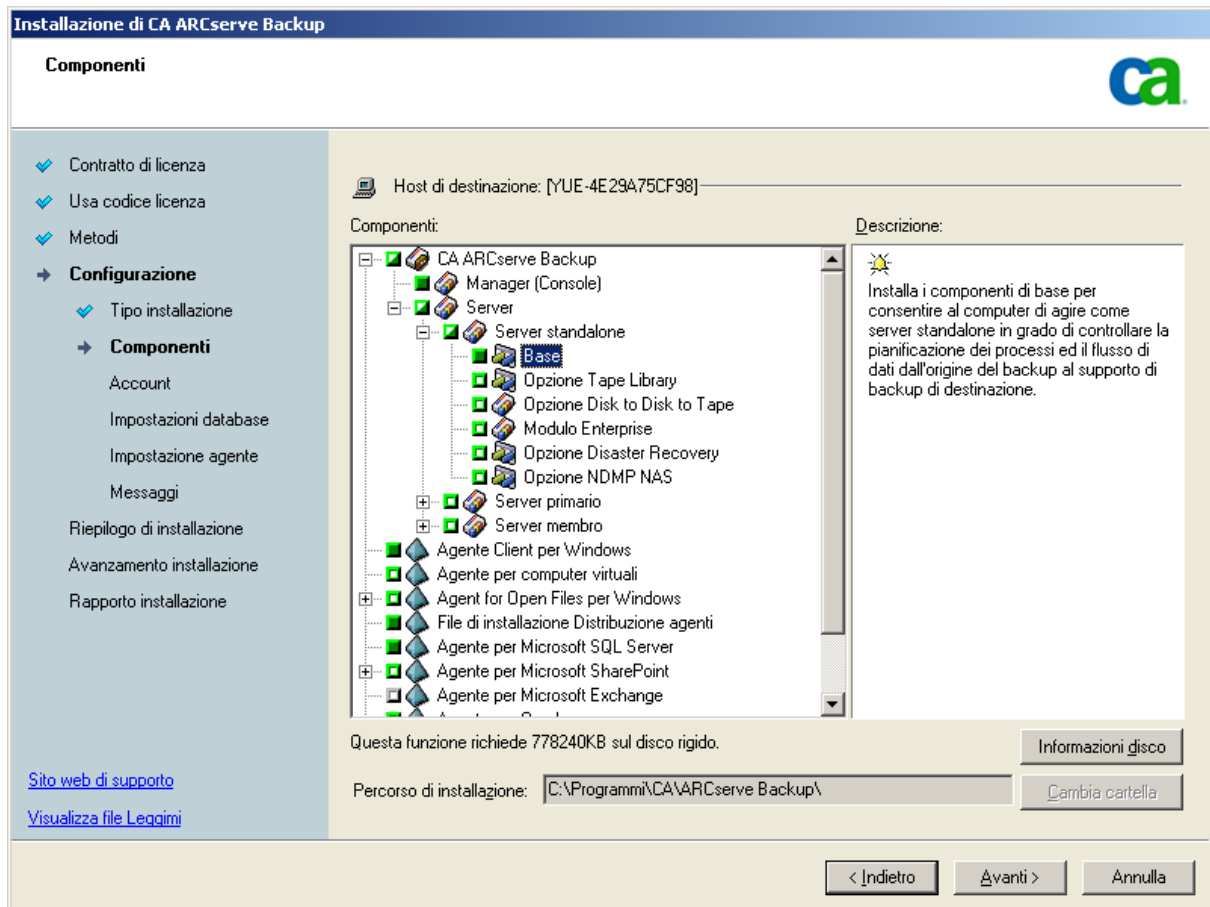 Installazione di CA ARCserve Backup
Componenti
ca
Contratto di licenza
Usa codice licenza
Metodi
Configurazione
Tipo installazione
Componenti
Account
Impostazioni database
Impostazione agente
Messaggi
Riepilogo di installazione
Avanzamento installazione
Rapporto installazione
Sito web di supporto
Visualizza file Leggimi
Host di destinazione: [YUE-4E29A75CF98]
Componenti:
CA ARCserve Backup
Manager (Console)
Server
Server standalone
Base
Opzione Tape Library
Opzione Disk to Disk to Tape
Modulo Enterprise
Opzione Disaster Recovery
Opzione NDMP NAS
Server primario
Server membro
Agente Client per Windows
Agente per computer virtuali
Agent for Open Files per Windows
File di installazione Distribuzione agenti
Agente per Microsoft SQL Server
Agente per Microsoft SharePoint
Agente per Microsoft Exchange
Descrizione:
Installa i componenti di base per
consentire al computer di agire come
server standalone in grado di controllare la
pianificazione dei processi ed il flusso di
dati dall'origine del backup al supporto di
backup di destinazione.
Questa funzione richiede 778240KB sul disco rigido.
Informazioni disco
Percorso di installazione: C:\Programmi\CA\ARCserve Backup\
Cambia cartella
< Indietro
Avanti >
Annulla